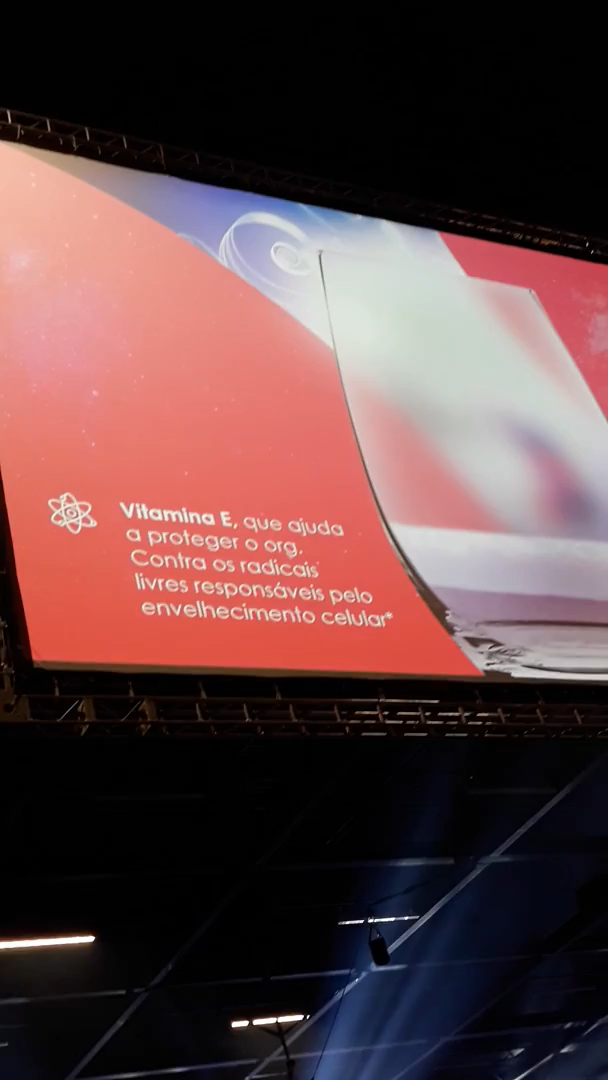 Vitamina E, que ajuda
a proteger o org.
Contra os radicais
livres responsáveis pelo
envelhecimento celular*